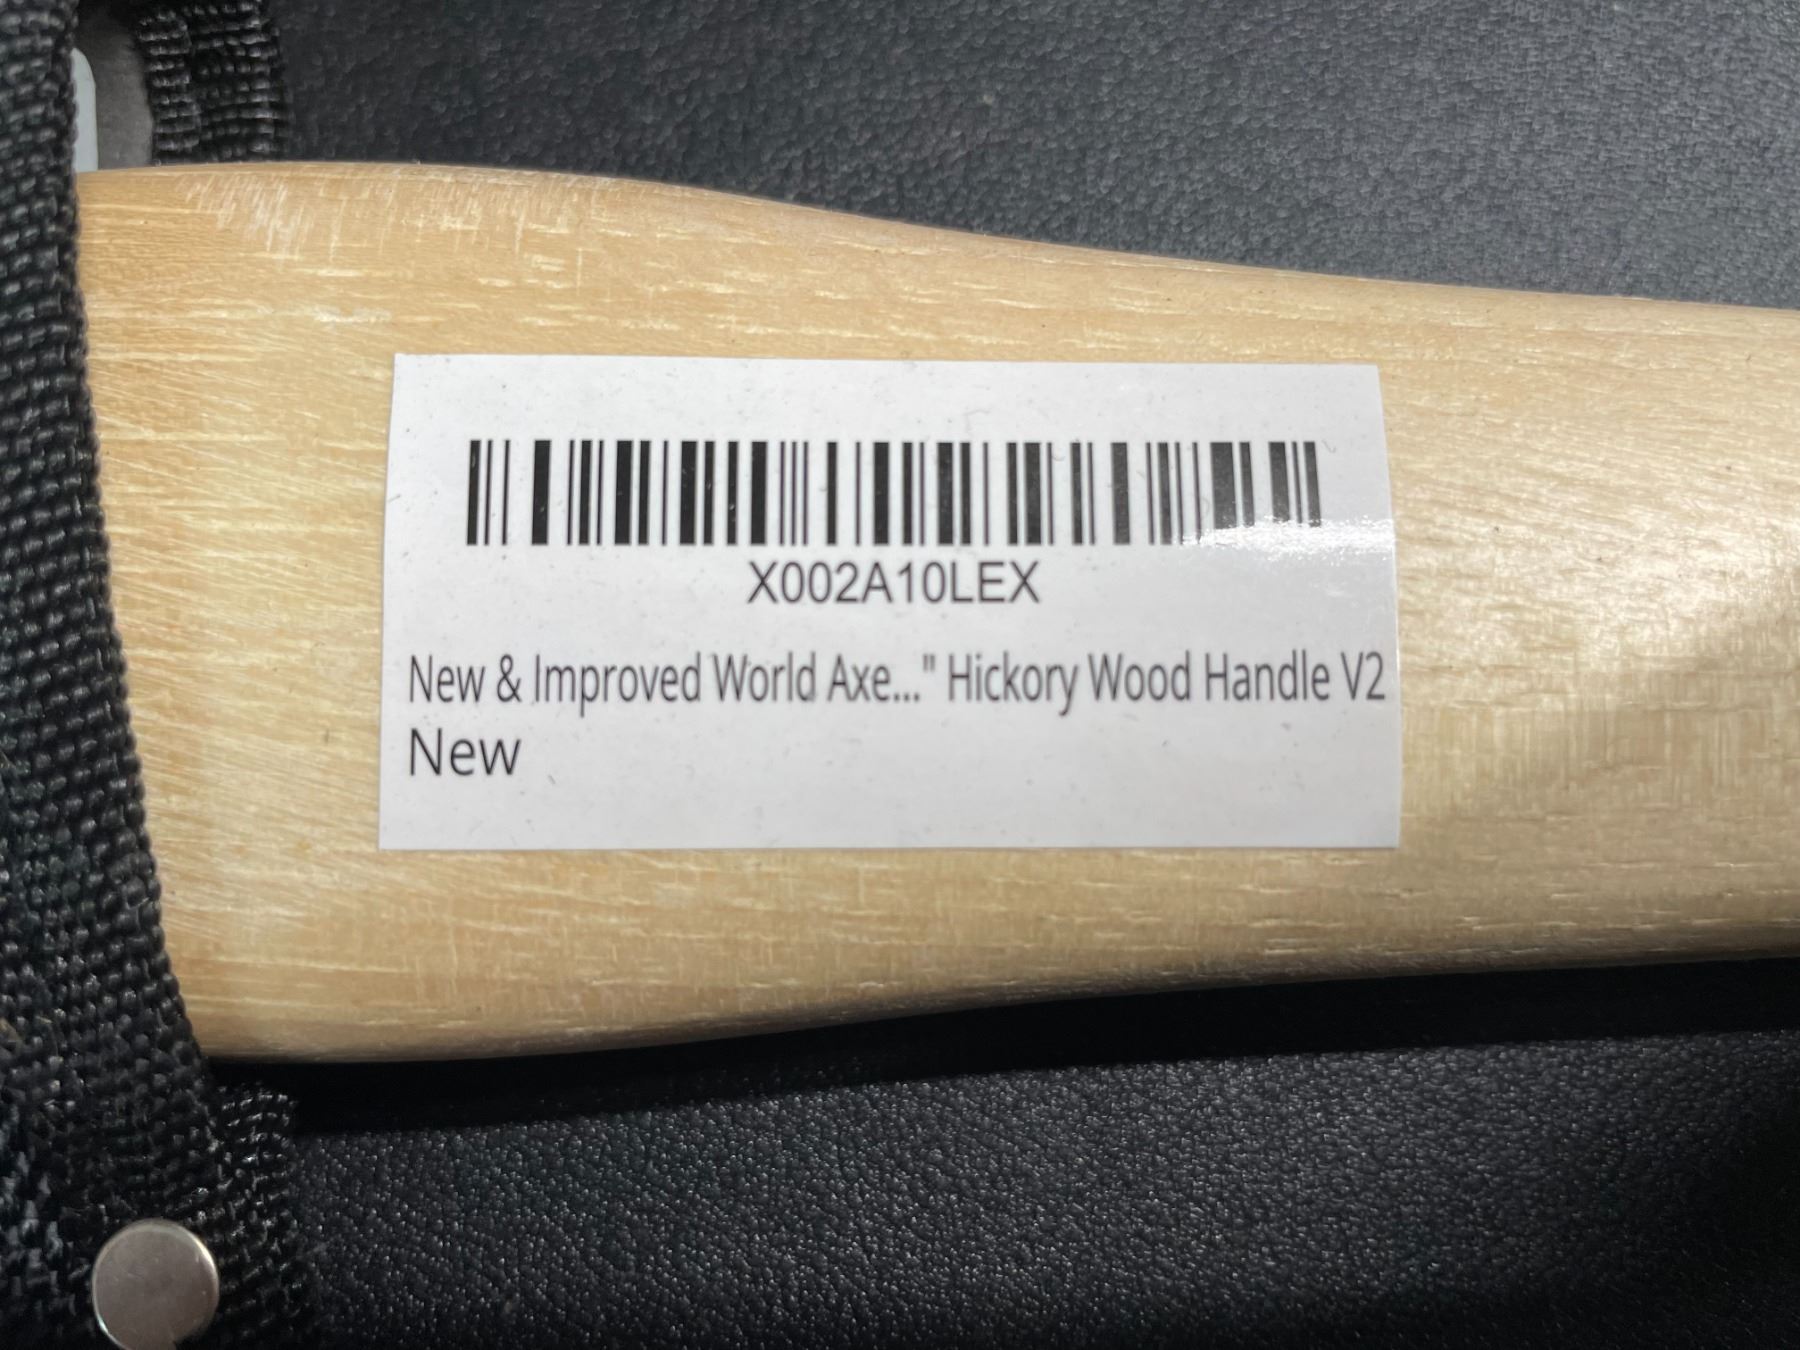 X002A10LEX
New & Improved World Axe..." Hickory Wood Handle V2
New